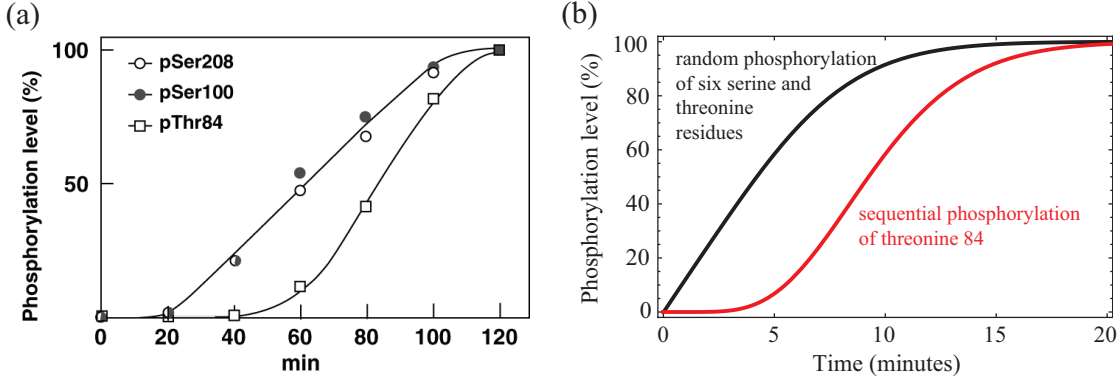 (a)
Phosphorylation level (%)
100
50
pSer208
pSer100
pThr84
0
20
40
60
80
100
120
min
(b)
Phosphorylation level (%)
100
80
60
40
20
0
random phosphorylation
of six serine and
threonine
residues
sequential phosphorylation
of threonine 84
0
5
10
15
20
Time (minutes)